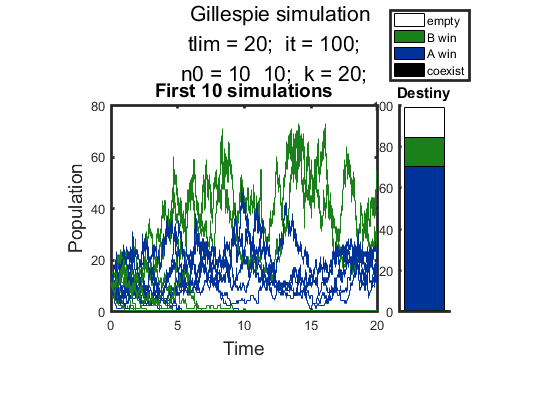 Gillespie simulation
tlim = 20; it = 100;
n0 = 10 10; k = 20;
empty
B win
A win
coexist
First 10 simulations
Destiny
Population
80
60
40
20
0
0 5 10 15 20
Time
100
80
60
40
20
0